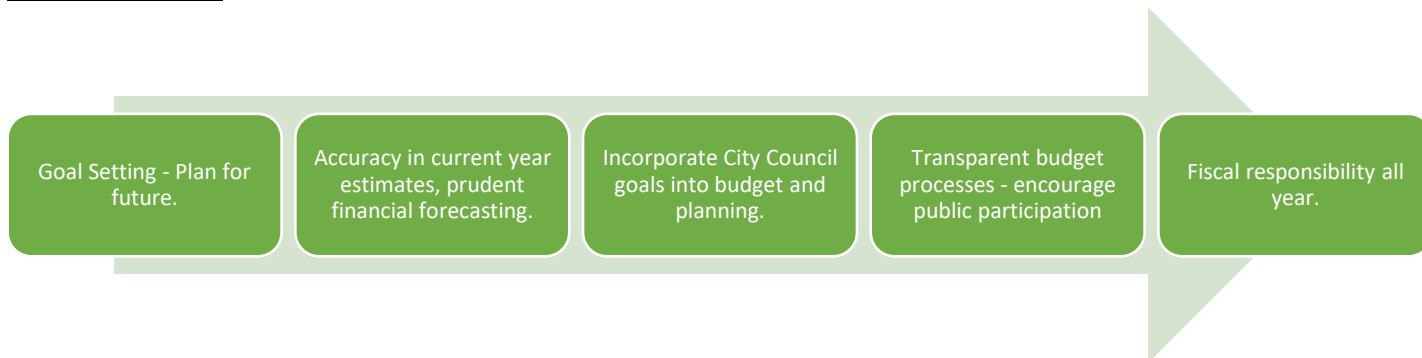 Goal Setting - Plan for
future.
Accuracy in current year
estimates, prudent
financial forecasting.
Incorporate City Council
goals into budget and
planning.
Transparent budget
processes - encourage
public participation
Fiscal responsibility all
year.